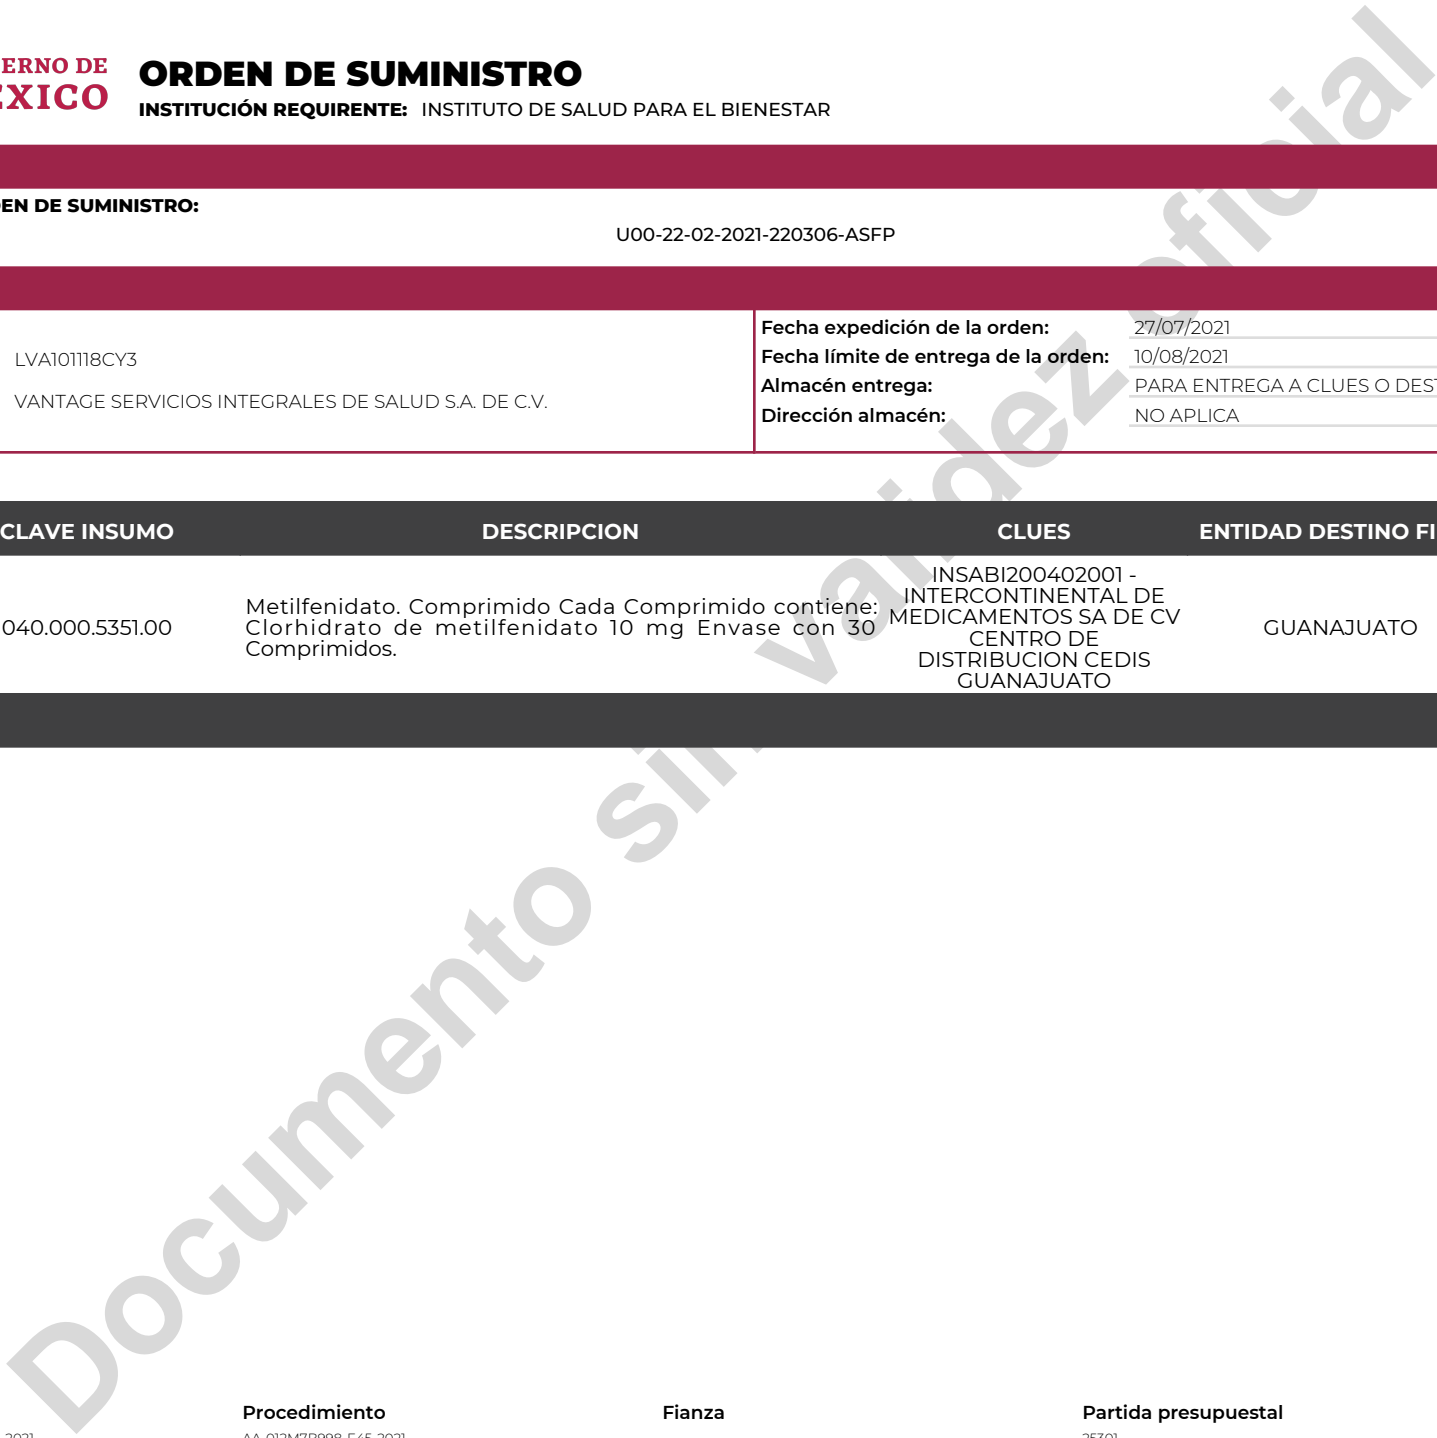 ERNO DE
EXICO
ORDEN DE SUMINISTRO
INSTITUCIÓN REQUIRENTE: INSTITUTO DE SALUD PARA EL BIENESTAR
EN DE SUMINISTRO:
U00-22-02-2021-220306-ASFP
LVA101118CY3
VANTAGE SERVICIOS INTEGRALES DE SALUD S.A. DE C.V.
Fecha expedición de la orden: 27/07/2021
Fecha límite de entrega de la orden: 10/08/2021
Almacén entrega: PARA ENTREGA A CLUES O DEST
Dirección almacén: NO APLICA
CLAVE INSUMO DESCRIPCION CLUES ENTIDAD DESTINO FI
040.000.5351.00
Metilfenidato. Comprimido Cada Comprimido contiene:
Clorhidrato de metilfenidato 10 mg Envase con 30
Comprimidos.
INSABI200402001 -
INTERCONTINENTAL DE
MEDICAMENTOS SA DE CV
CENTRO DE
DISTRIBUCION CEDIS
GUANAJUATO
GUANAJUATO
Documento sin validez oficial
Procedimiento Fianza Partida presupuestal